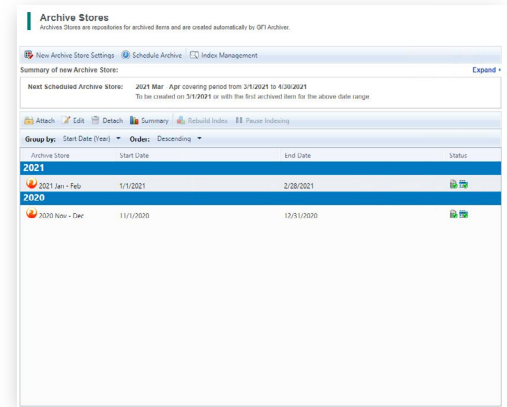 Archive Stores
Archives Stores are repositories for archived items and are created automatically by GFI Archiver.
New Archive Store Settings Schedule Archive Index Management
Summary of new Archive Store: Expand
Next Scheduled Archive Store: 2021 Mar - Apr covering period from 3/1/2021 to 4/30/2021
To be created on 3/1/2021 or with the first archived item for the above date range
Attach Edit Detach Summary Rebuild Index Pause Indexing
Group by: Start Date (Year) Order: Descending
Archive Store Start Date End Date Status
2021
2021 Jan - Feb 1/1/2021 2/28/2021
2020
2020 Nov - Dec 11/1/2020 12/31/2020